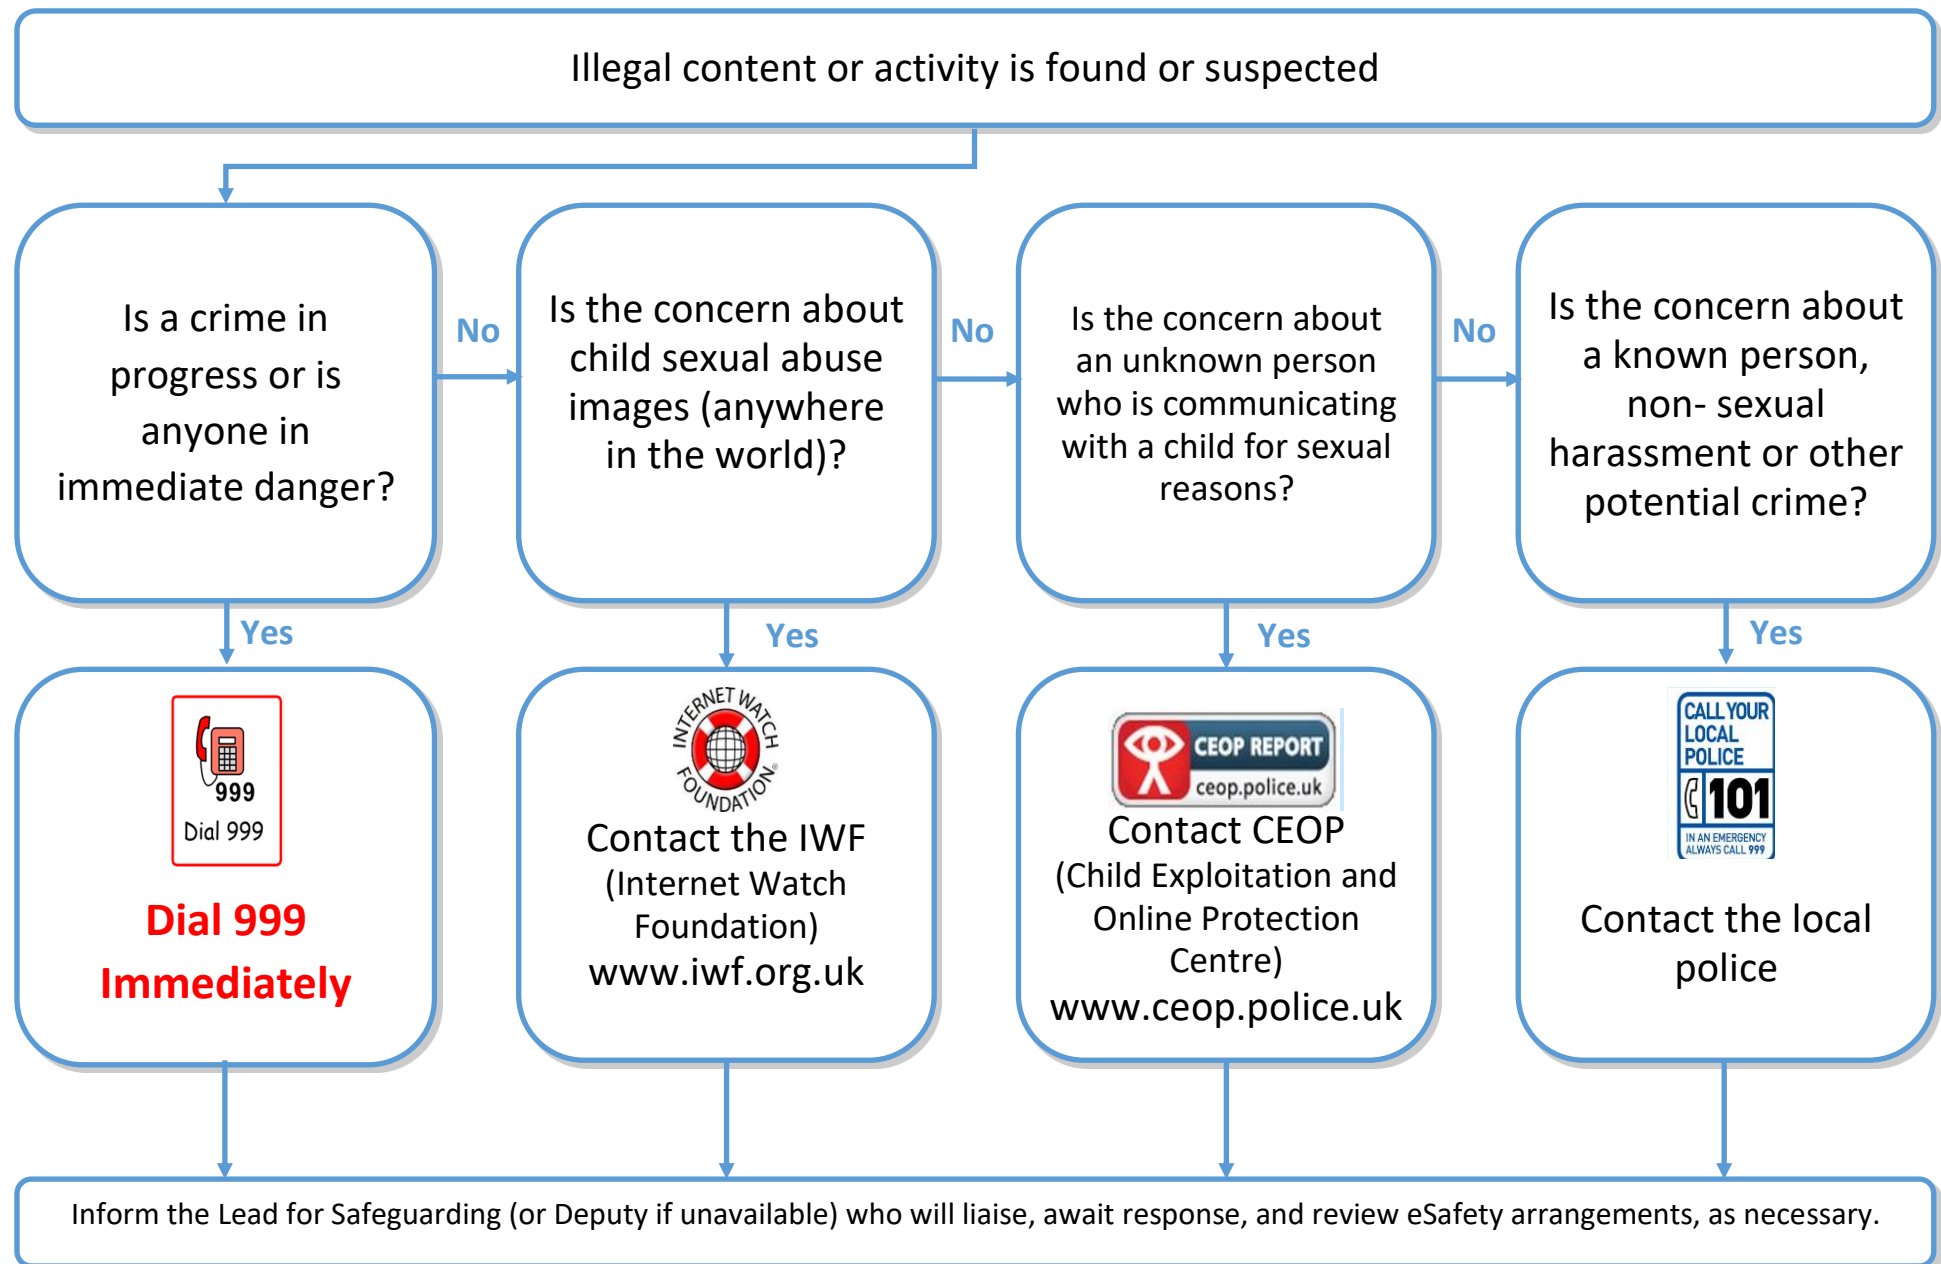 Illegal content or activity is found or suspected
Is a crime in
progress or is
anyone in
immediate danger?
No
Is the concern about
child sexual abuse
images (anywhere
in the world)?
No
Is the concern about
an unknown person
who is communicating
with a child for sexual
reasons?
No
Is the concern about
a known person,
non- sexual
harassment or other
potential crime?
Yes
Yes
Yes
Yes
999
Dial 999
Dial 999
Immediately
INTERNET WATCH
FOUNDATION®
Contact the IWF
(Internet Watch
Foundation)
www.iwf.org.uk
CEOP REPORT
ceop.police.uk
Contact CEOP
(Child Exploitation and
Online Protection
Centre)
www.ceop.police.uk
CALL YOUR
LOCAL
POLICE
101
IN AN EMERGENCY
ALWAYS CALL 999
Contact the local
police
Inform the Lead for Safeguarding (or Deputy if unavailable) who will liaise, await response, and review eSafety arrangements, as necessary.